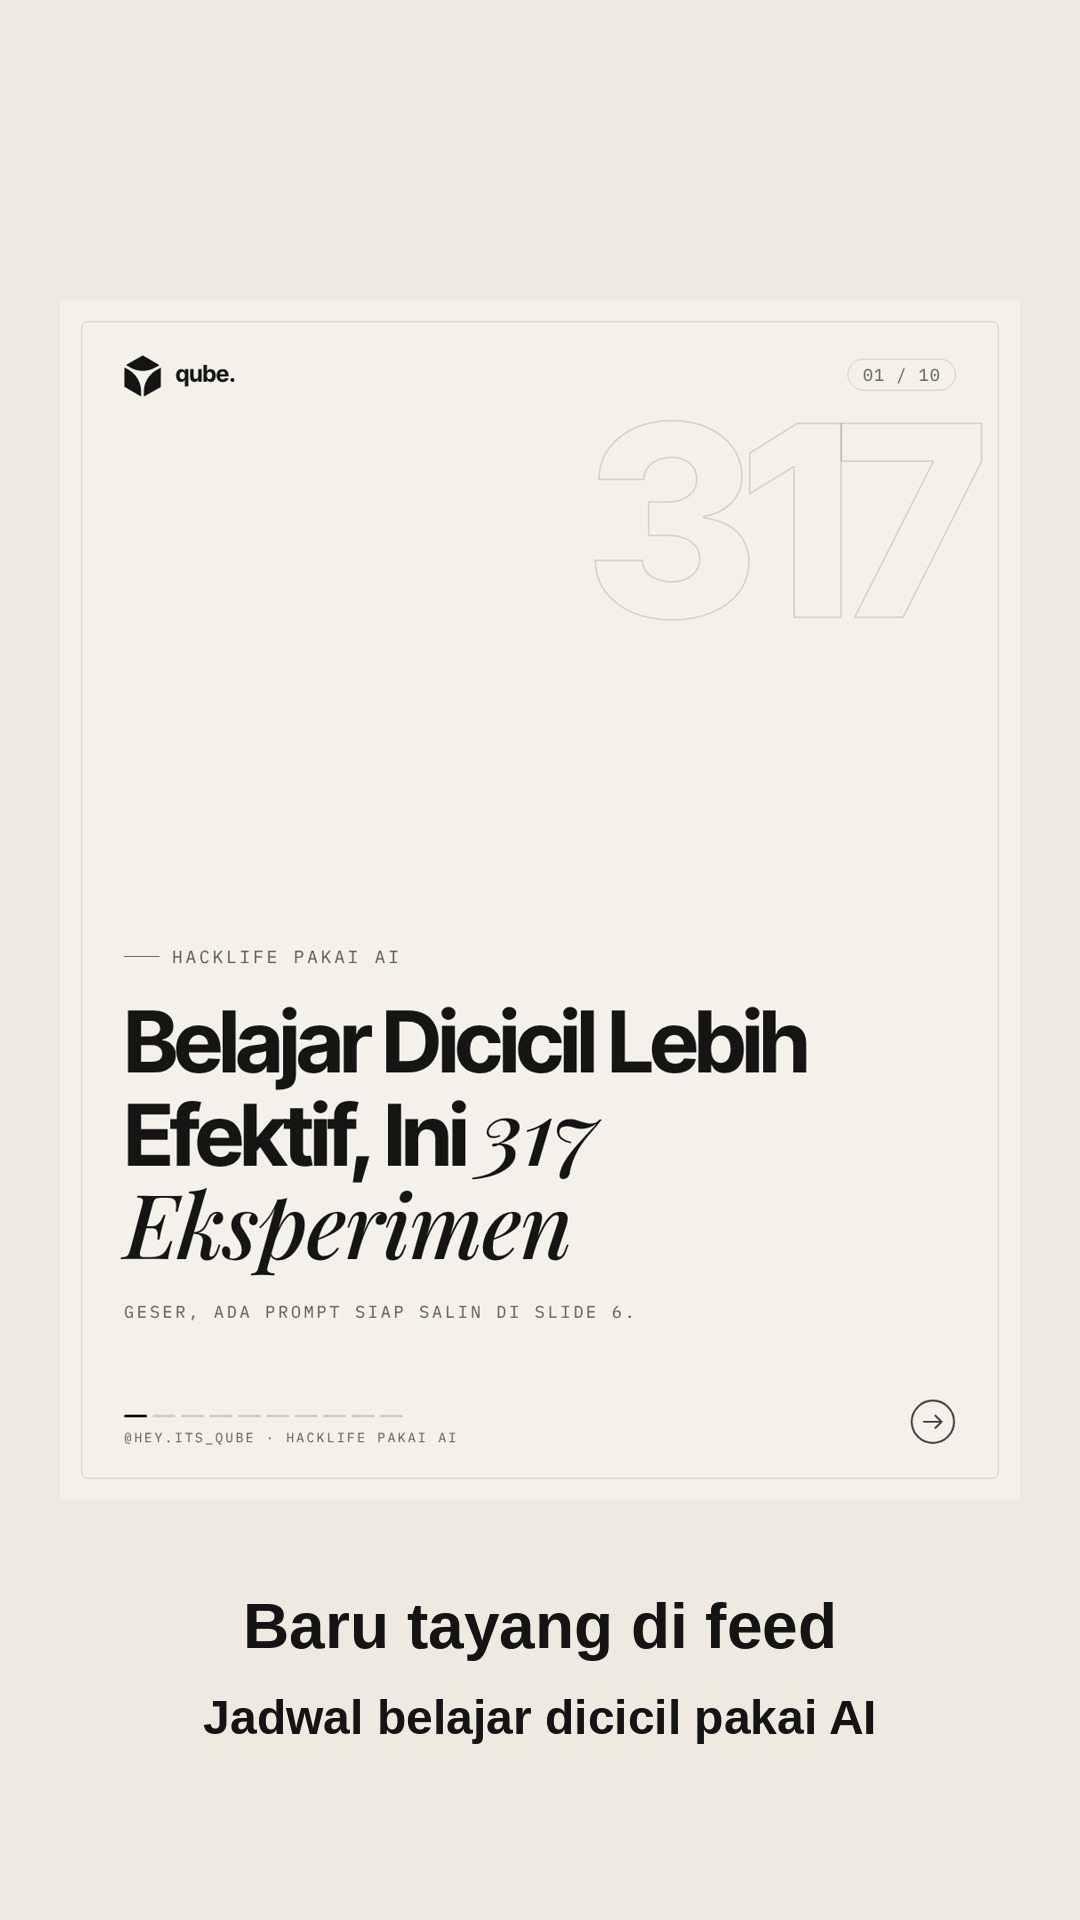 qube.
01 / 10
317
HACKLIFE PAKAI AI
Belajar Dicicil Lebih
Efektif, Ini 317
Eksperimen
GESER, ADA PROMPT SIAP SALIN DI SLIDE 6.
@HEY.ITS_QUBE · HACKLIFE PAKAI AI
Baru tayang di feed
Jadwal belajar dicicil pakai AI